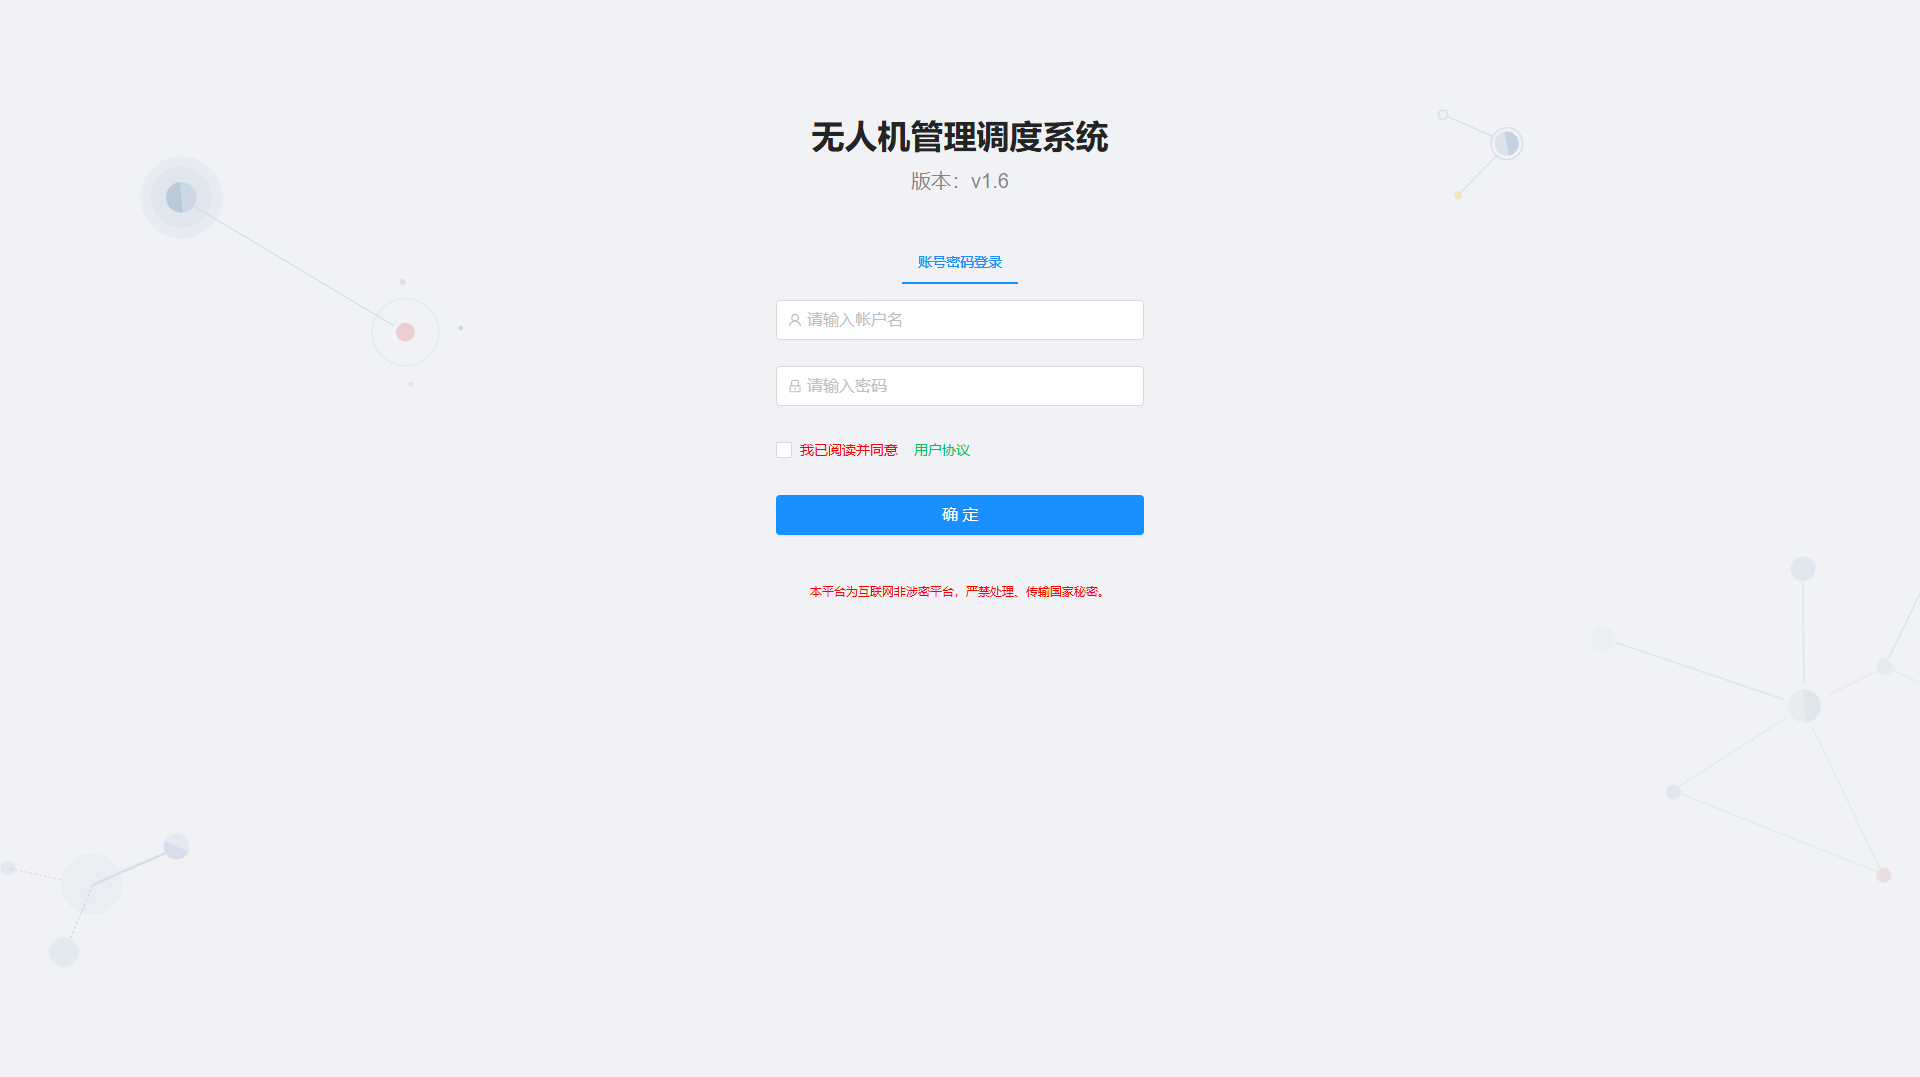 无人机管理调度系统
版本：v1.6
账号密码登录
请输入帐户名
请输入密码
我已阅读并同意 用户协议
确 定
本平台为互联网非涉密平台，严禁处理、传输国家秘密。